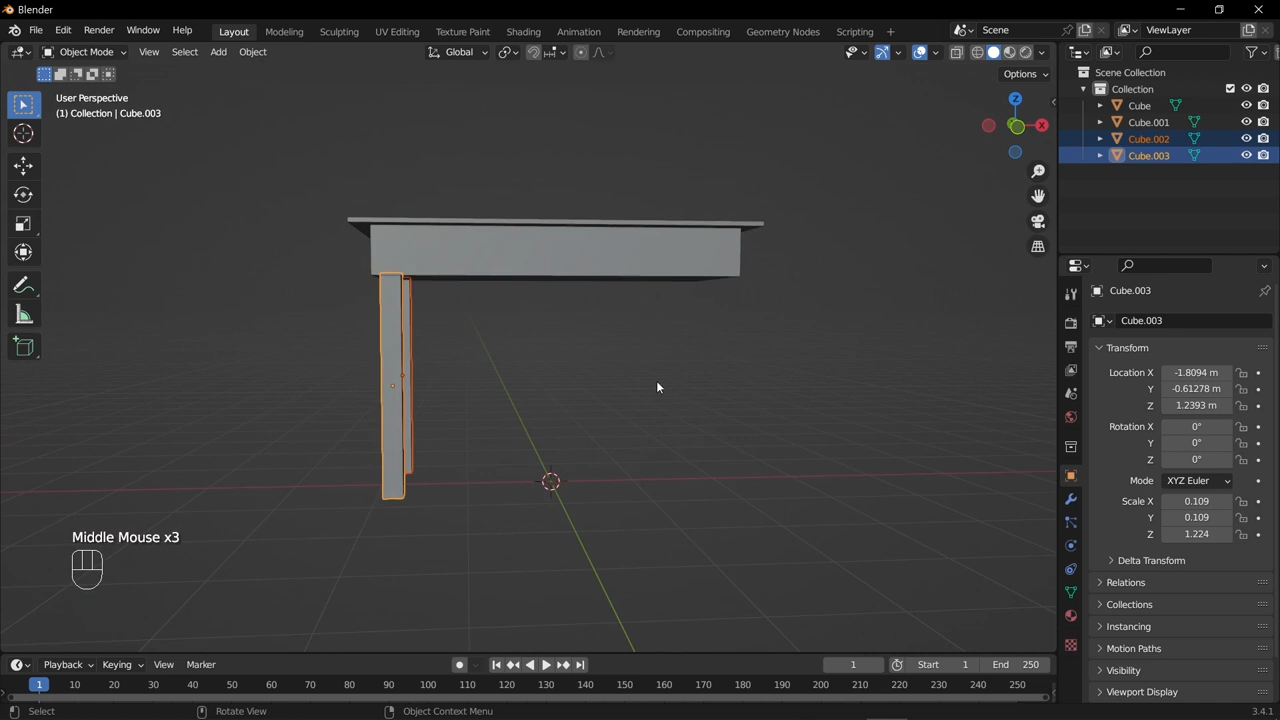 Blender
File Edit Render Window Help Layout Modeling Sculpting UV Editing Texture Paint Shading Animation Rendering Compositing Geometry Nodes Scripting + Scene ViewLayer
Object Mode View Select Add Object Global
Options
User Perspective
(1) Collection | Cube.003
Z
X
Scene Collection
Collection
Cube
Cube.001
Cube.002
Cube.003
Cube.003
Cube.003
Transform
Location X -1.8094 m
Y -0.61278 m
Z 1.2393 m
Rotation X 0°
Y 0°
Z 0°
Mode XYZ Euler
Scale X 0.109
Y 0.109
Z 1.224
Delta Transform
Relations
Collections
Instancing
Motion Paths
Visibility
Viewport Display
Middle Mouse x3
Playback Keying View Marker 1 Start 1 End 250
1 10 20 30 40 50 60 70 80 90 100 110 120 130 140 150 160 170 180 190 200 210 220 230 240 250
Select Rotate View Object Context Menu 3.4.1